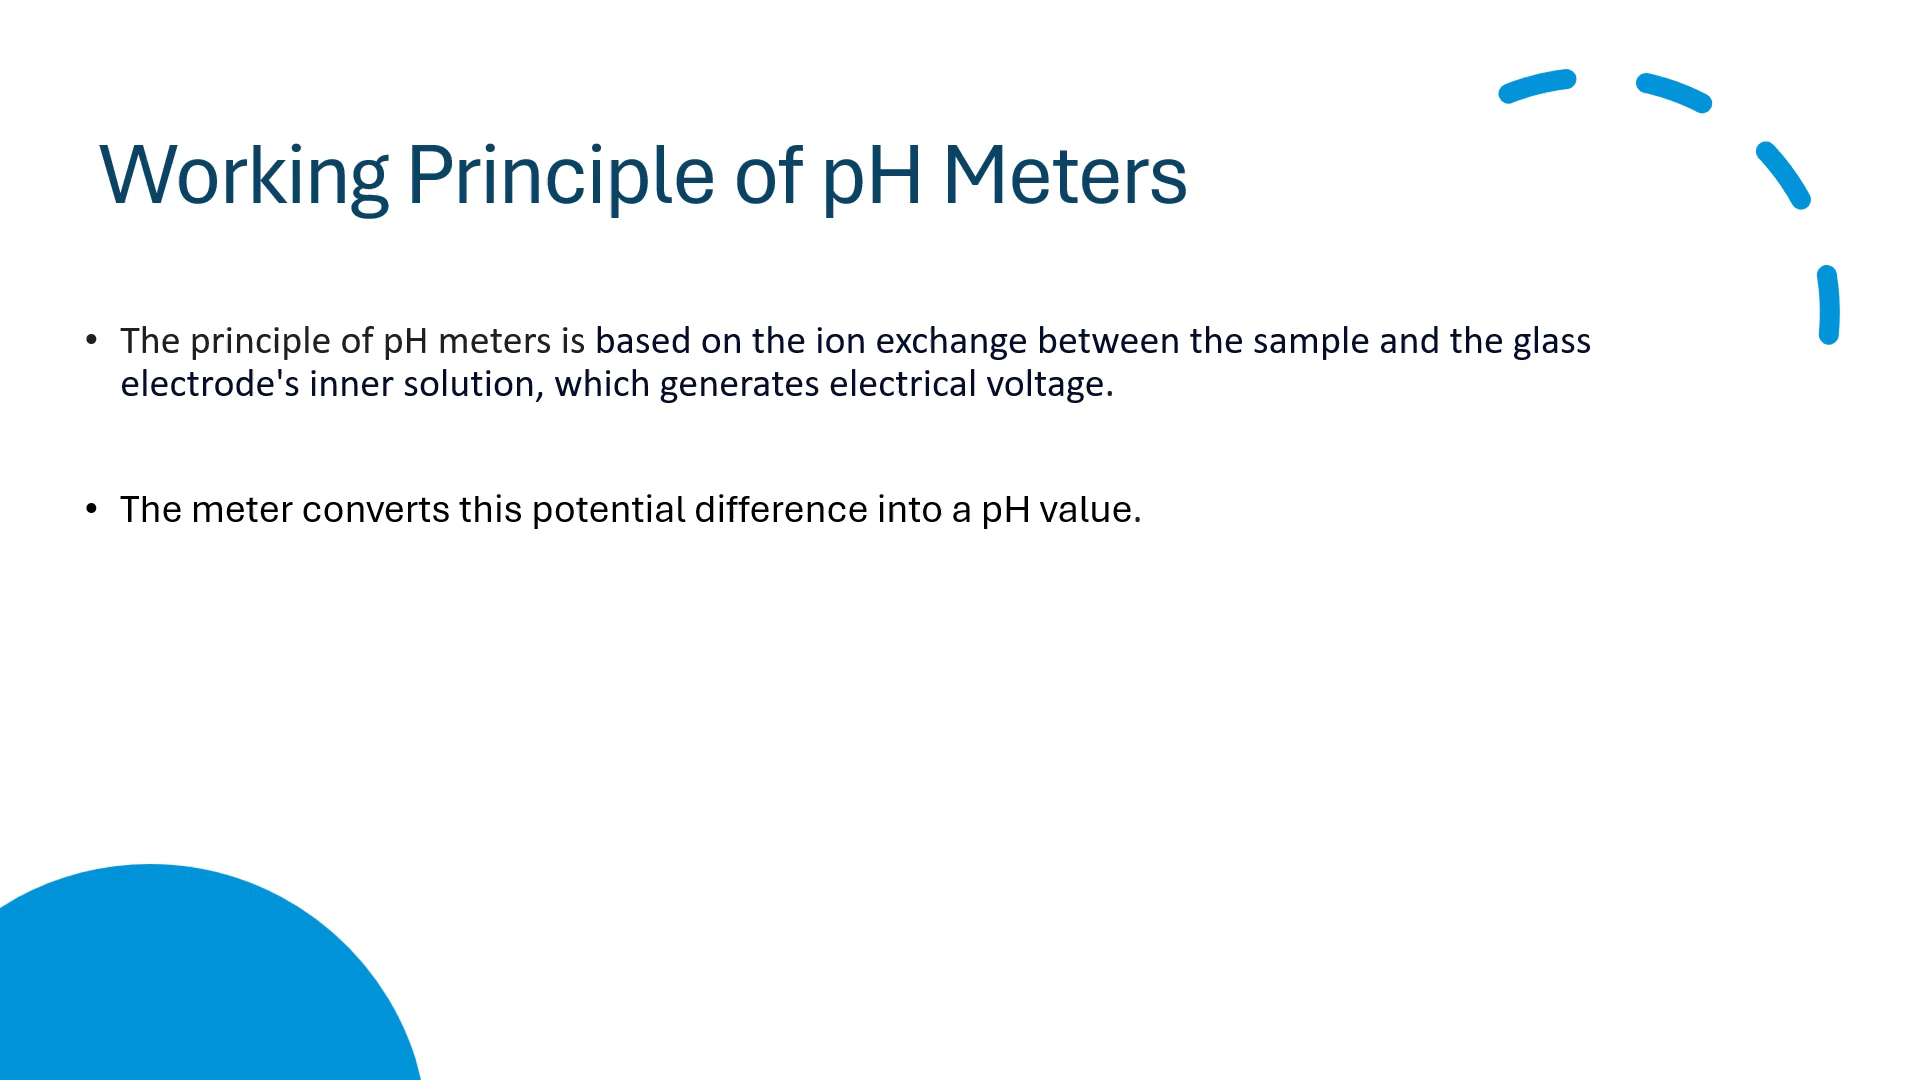 Working Principle of pH Meters
• The principle of pH meters is based on the ion exchange between the sample and the glass
electrode's inner solution, which generates electrical voltage.
• The meter converts this potential difference into a pH value.